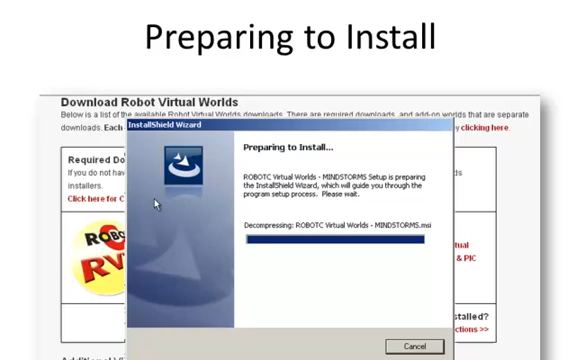 Preparing to Install
Download Robot Virtual Worlds
Below is a list of the available Robot Virtual Worlds downloads. There are required downloads, and add-on worlds that are separate
downloads. Each
y clicking here.
InstallShield Wizard
Preparing to Install...
Required Do
If you do not hav
ds
installers.
Click here for C
ROBOTC Virtual Worlds - MINDSTORMS Setup is preparing
the InstallShield Wizard, which will guide you through the
program setup process. Please wait.
Decompressing: ROBOTC Virtual Worlds - MINDSTORMS.msi
ROBO
RV
tual
& PIC
stalled?
ctions >>
Cancel